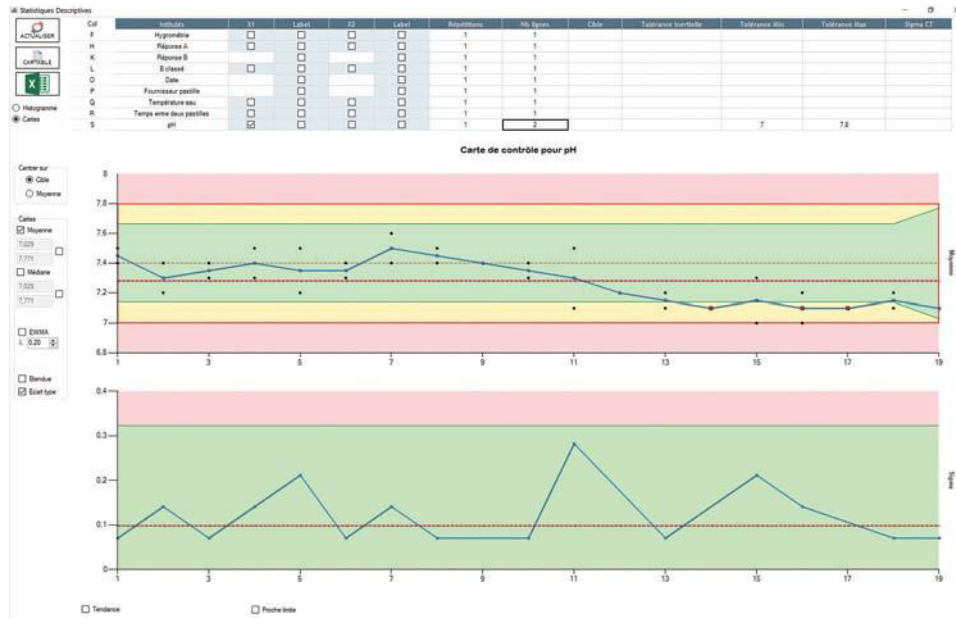 Statistiques Descriptives
ACTUALISER
CARTABLE
Histogramme
Cartes
Col Intitulés X1 Label X2 Label Répétitions Nb lignes Cible Tolérance Inertielle Tolérance Min Tolérance Max Sigma CT
F Hygrométrie 1 1
H Réponse A 1 1
K Réponse B 1 1
L B classé 1 1
O Date 1 1
P Fournisseur pastille 1 1
Q Température eau 1 1
R Temps entre deux pastilles 1 1
S pH 1 2 7 7.8
Carte de contrôle pour pH
Centrer sur
Cible
Moyenne
Cartes
Moyenne
7,029
7,771
Médiane
7,029
7,771
EWMA
L 0.20
Etendue
Ecart type
8
7,8
7,6
7,4
7,2
7
6,8
1 3 5 7 9 11 13 15 17 19
Moyenne
0,4
0,3
0,2
0,1
0
1 3 5 7 9 11 13 15 17 19
Sigma
Tendance
Proche limite